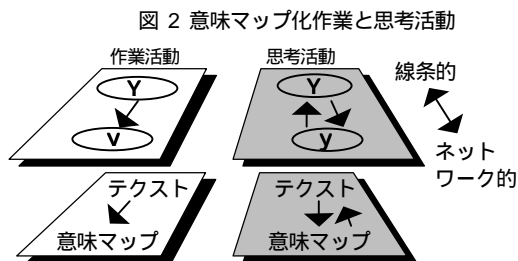 図 2 意味マップ化作業と思考活動
作業活動
思考活動
Y
Y
線条的
v
y
ネット
ワーク的
テクスト
テクスト
意味マップ
意味マップ